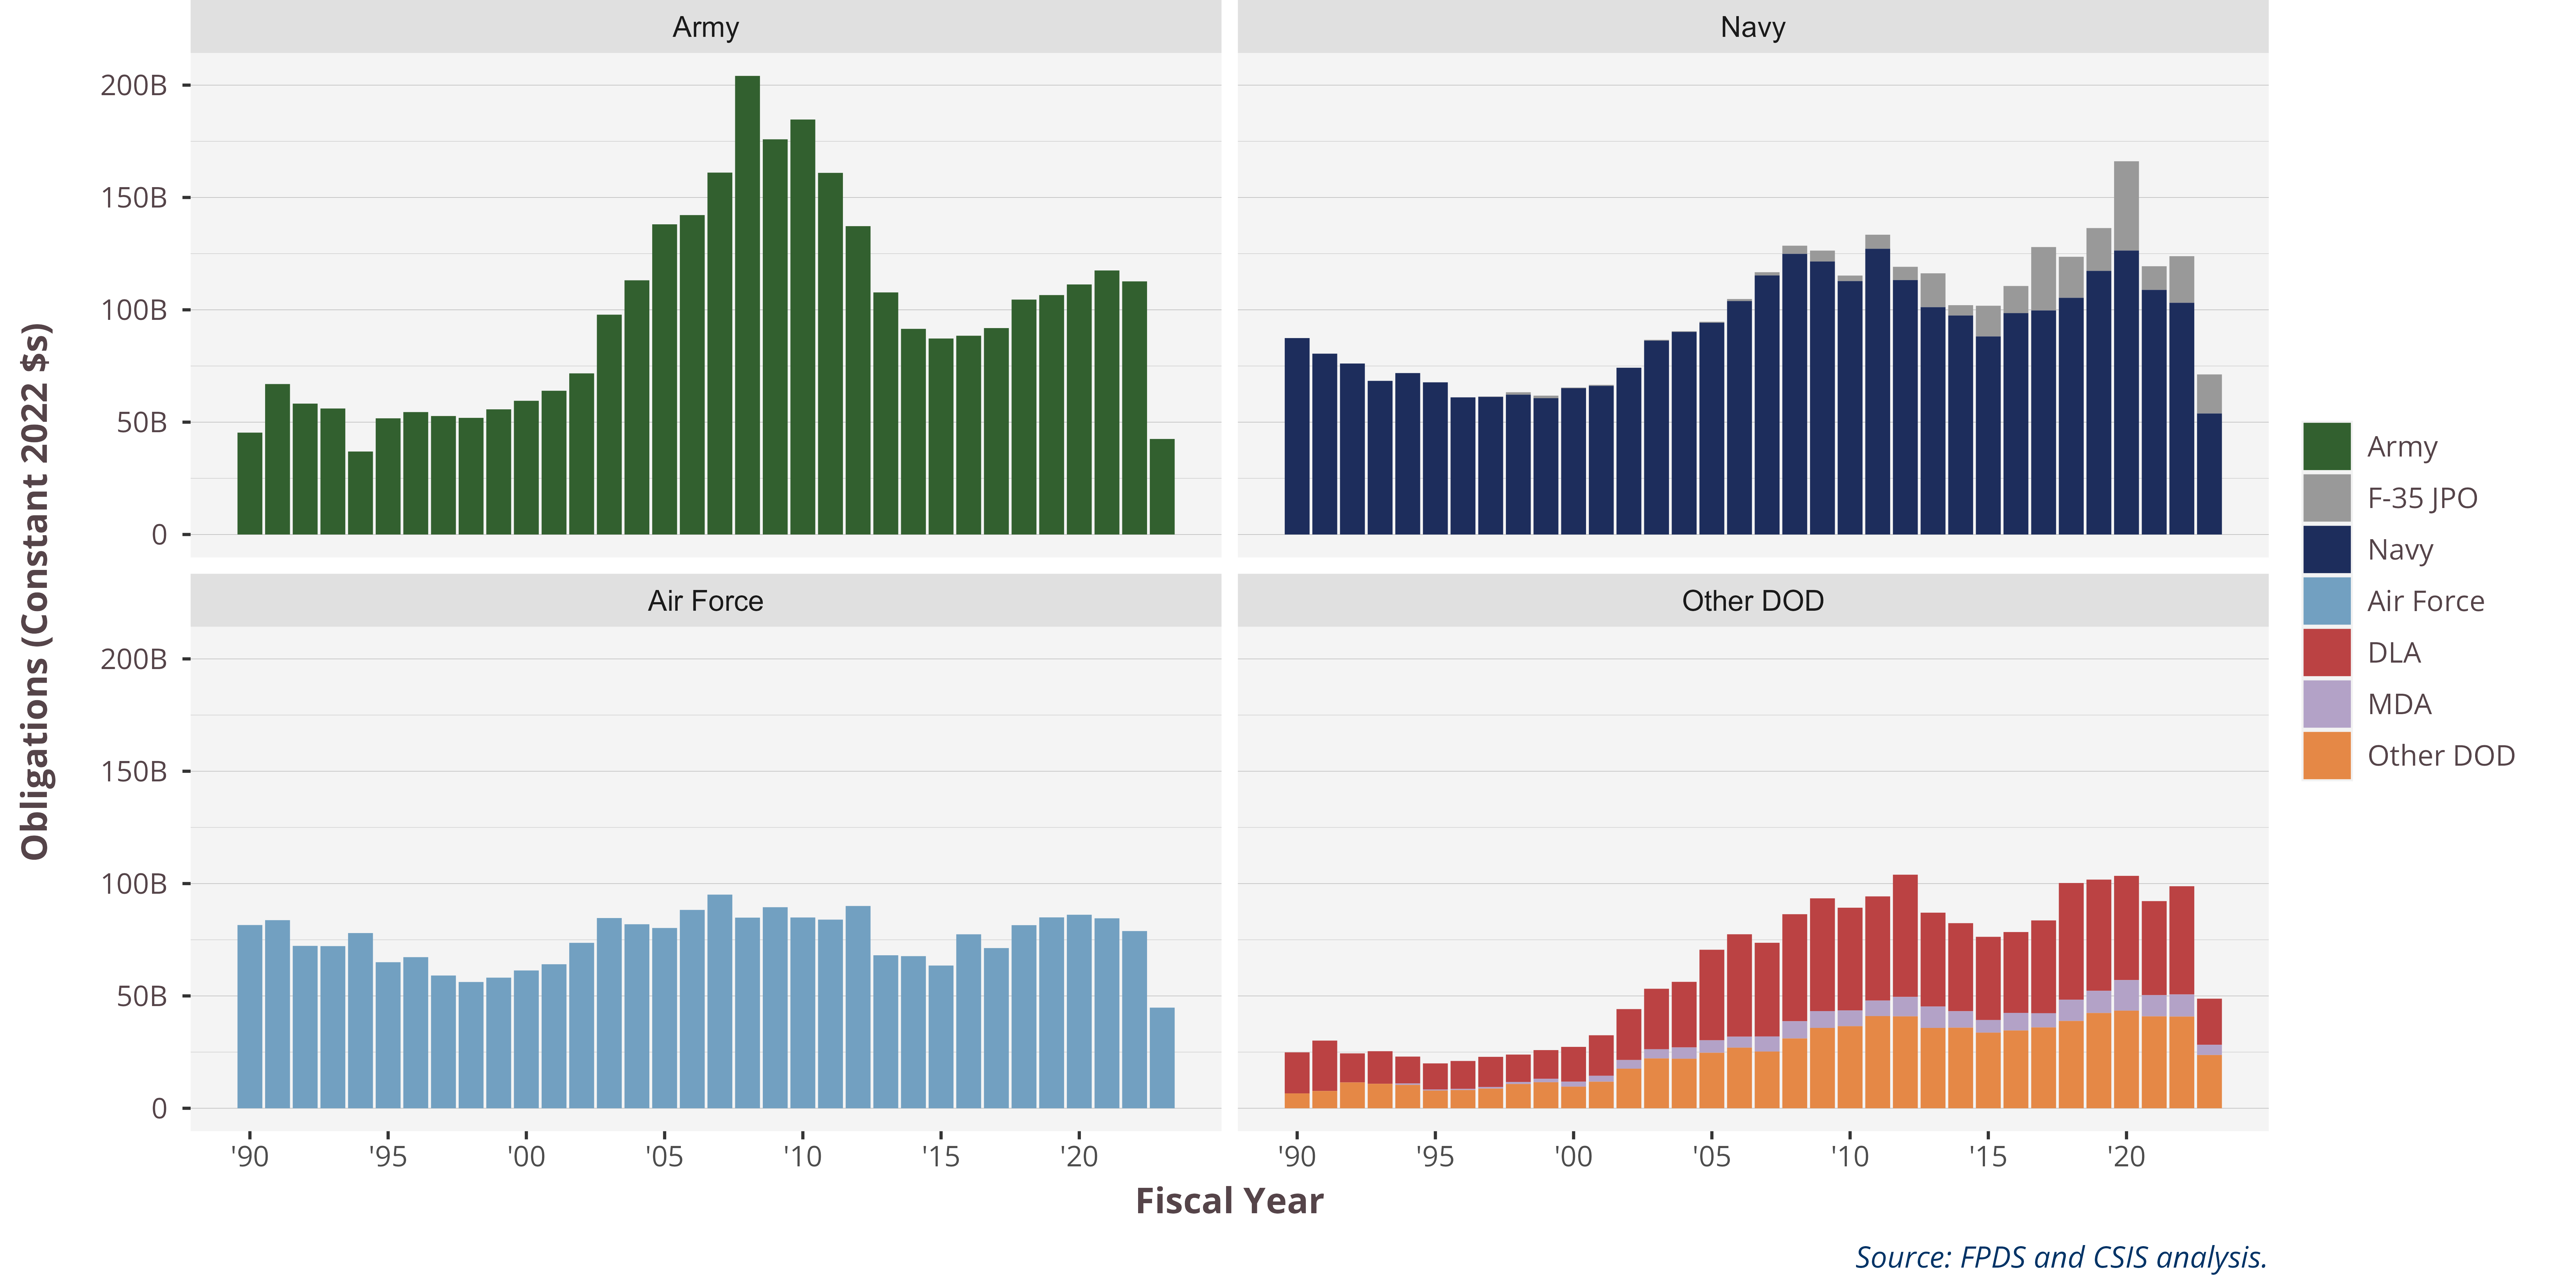 Army
Navy
200B
150B
100B
50B
0
Obligations (Constant 2022 $s)
Army
F-35 JPO
Navy
Air Force
DLA
MDA
Other DOD
Air Force
Other DOD
200B
150B
100B
50B
0
'90 '95 '00 '05 '10 '15 '20 '90 '95 '00 '05 '10 '15 '20
Fiscal Year
Source: FPDS and CSIS analysis.